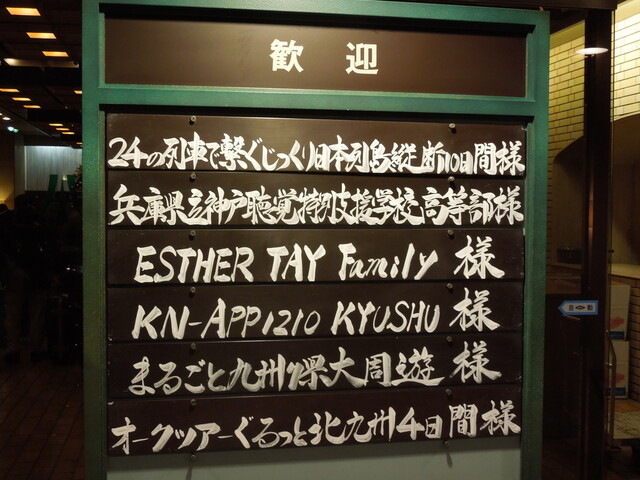 歓迎
24の列車で繋ぐじっくり日本列島縦断10日間様
兵庫県立神戸聴覚特別支援学校高等部様
ESTHER TAY Family 様
KN-APP1210 KYUSHU 様
まるごと九州7県大周遊様
オークツアーぐるっと北九州4日間様